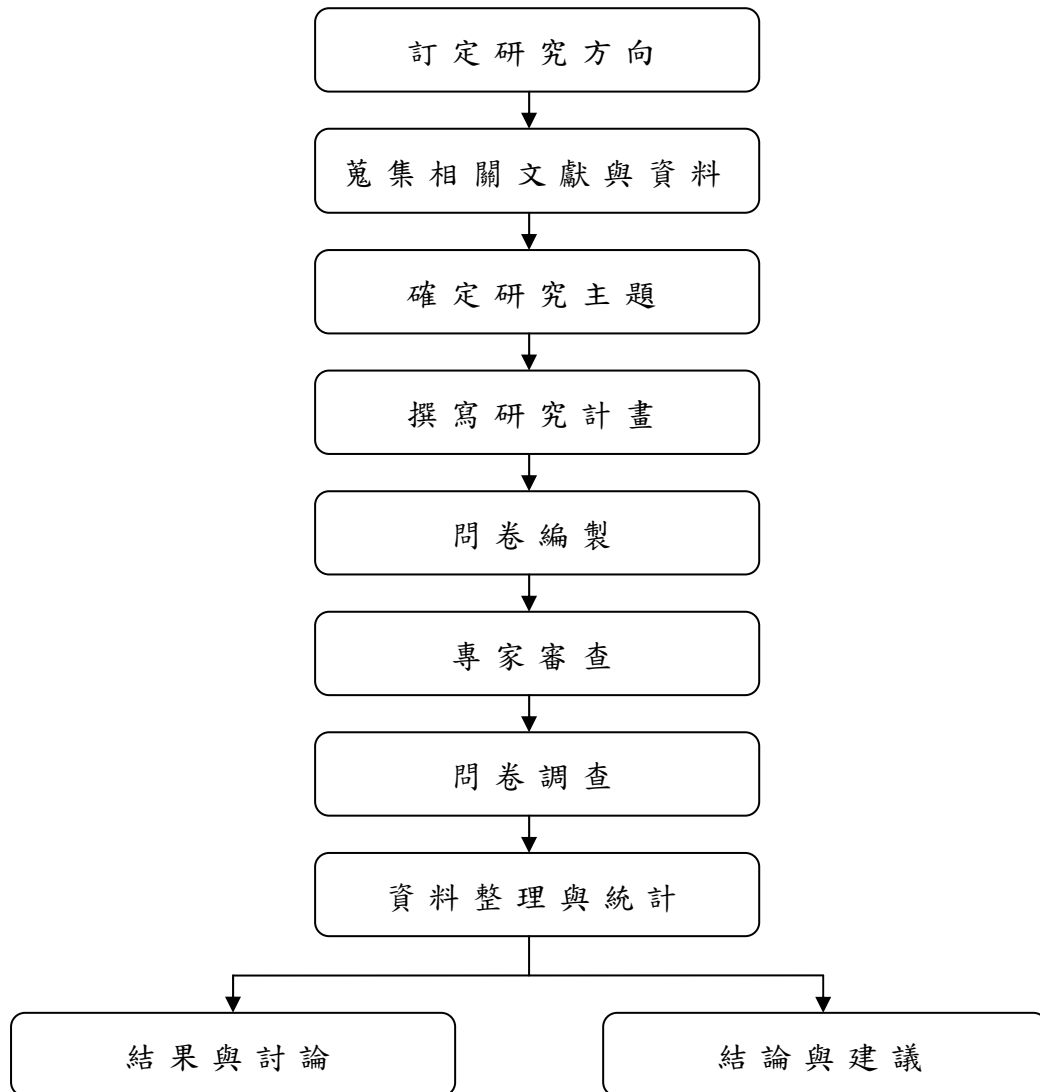 訂定研究方向
蒐集相關文獻與資料
確定研究主題
撰寫研究計畫
問卷編製
專家審查
問卷調查
資料整理與統計
結果與討論
結論與建議